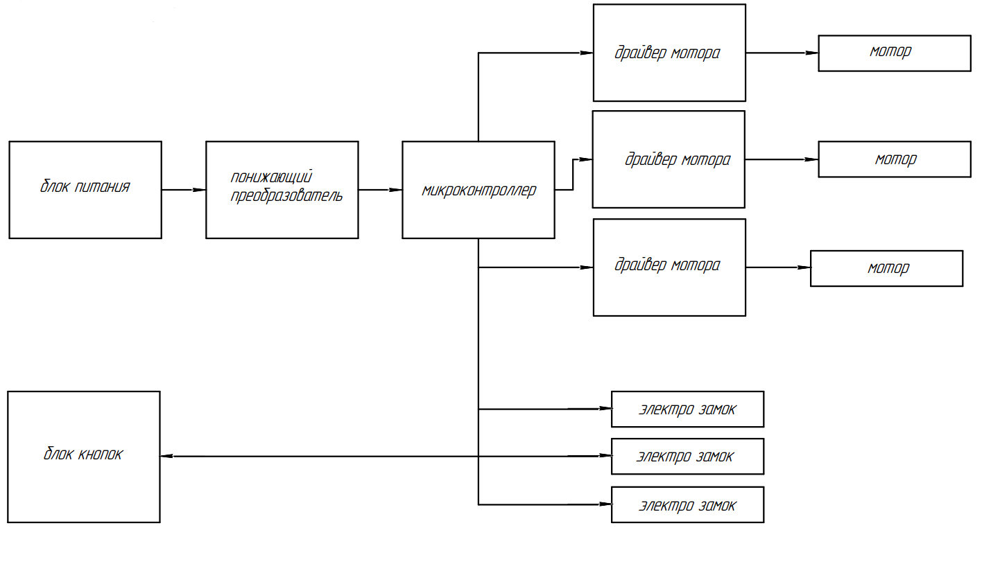 драйвер мотора
мотор
драйвер мотора
мотор
блок питания
понижающий
преобразователь
микроконтроллер
драйвер мотора
мотор
электро замок
блок кнопок
электро замок
электро замок